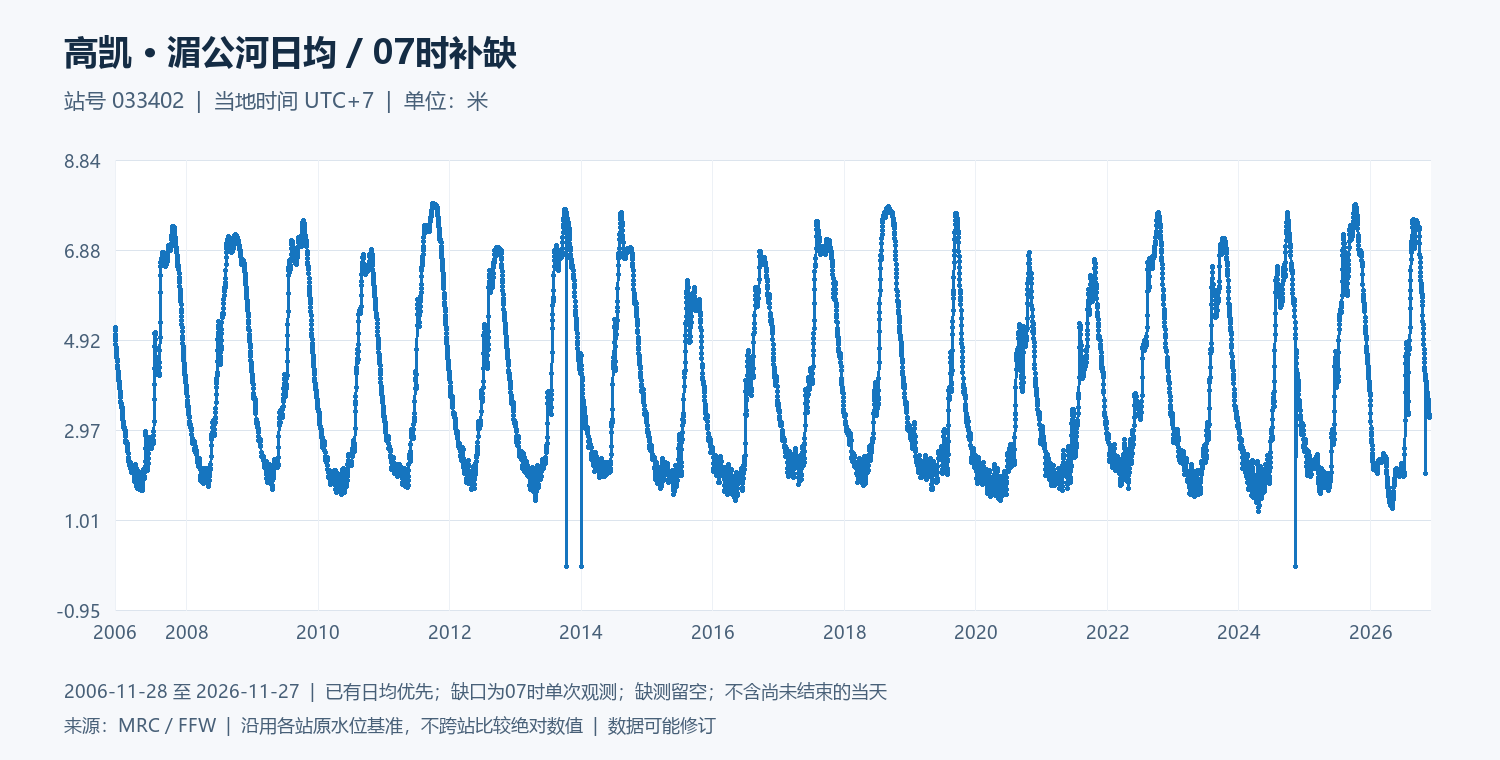 高凯・湄公河日均 / 07时补缺
站号 033402 | 当地时间 UTC+7 | 单位：米
8.84
6.88
4.92
2.97
1.01
-0.95
2006 2008 2010 2012 2014 2016 2018 2020 2022 2024 2026
2006-11-28 至 2026-11-27 | 已有日均优先；缺口为07时单次观测；缺测留空；不含尚未结束的当天
来源：MRC / FFW | 沿用各站原水位基准，不跨站比较绝对数值 | 数据可能修订